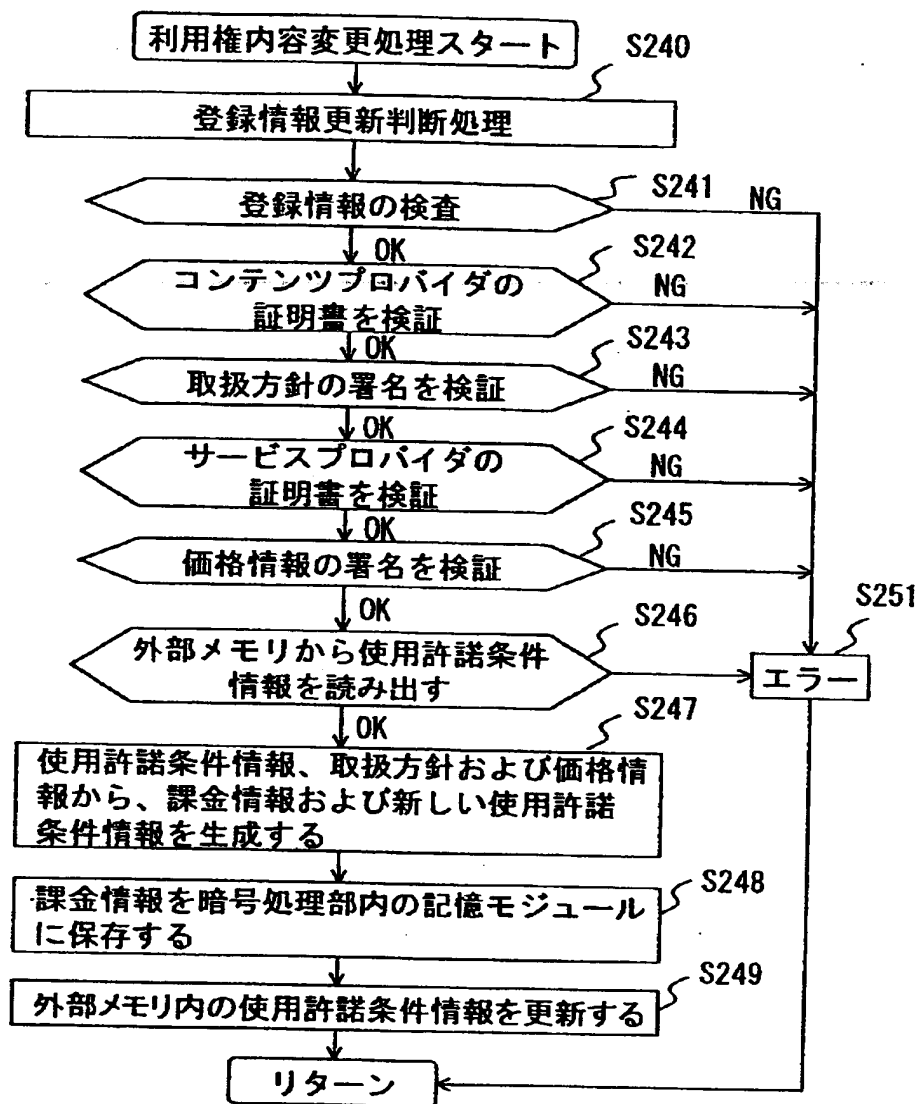 利用権内容変更処理スタート
S240
登録情報更新判断処理
S241
登録情報の検査
NG
OK
S242
コンテンツプロバイダの
証明書を検証
NG
OK
S243
取扱方針の署名を検証
NG
OK
S244
サービスプロバイダの
証明書を検証
NG
OK
S245
価格情報の署名を検証
NG
OK
S246
外部メモリから使用許諾条件
情報を読み出す
S251
エラー
OK
S247
使用許諾条件情報、取扱方針および価格情
報から、課金情報および新しい使用許諾
条件情報を生成する
S248
課金情報を暗号処理部内の記憶モジュール
に保存する
S249
外部メモリ内の使用許諾条件情報を更新する
リターン